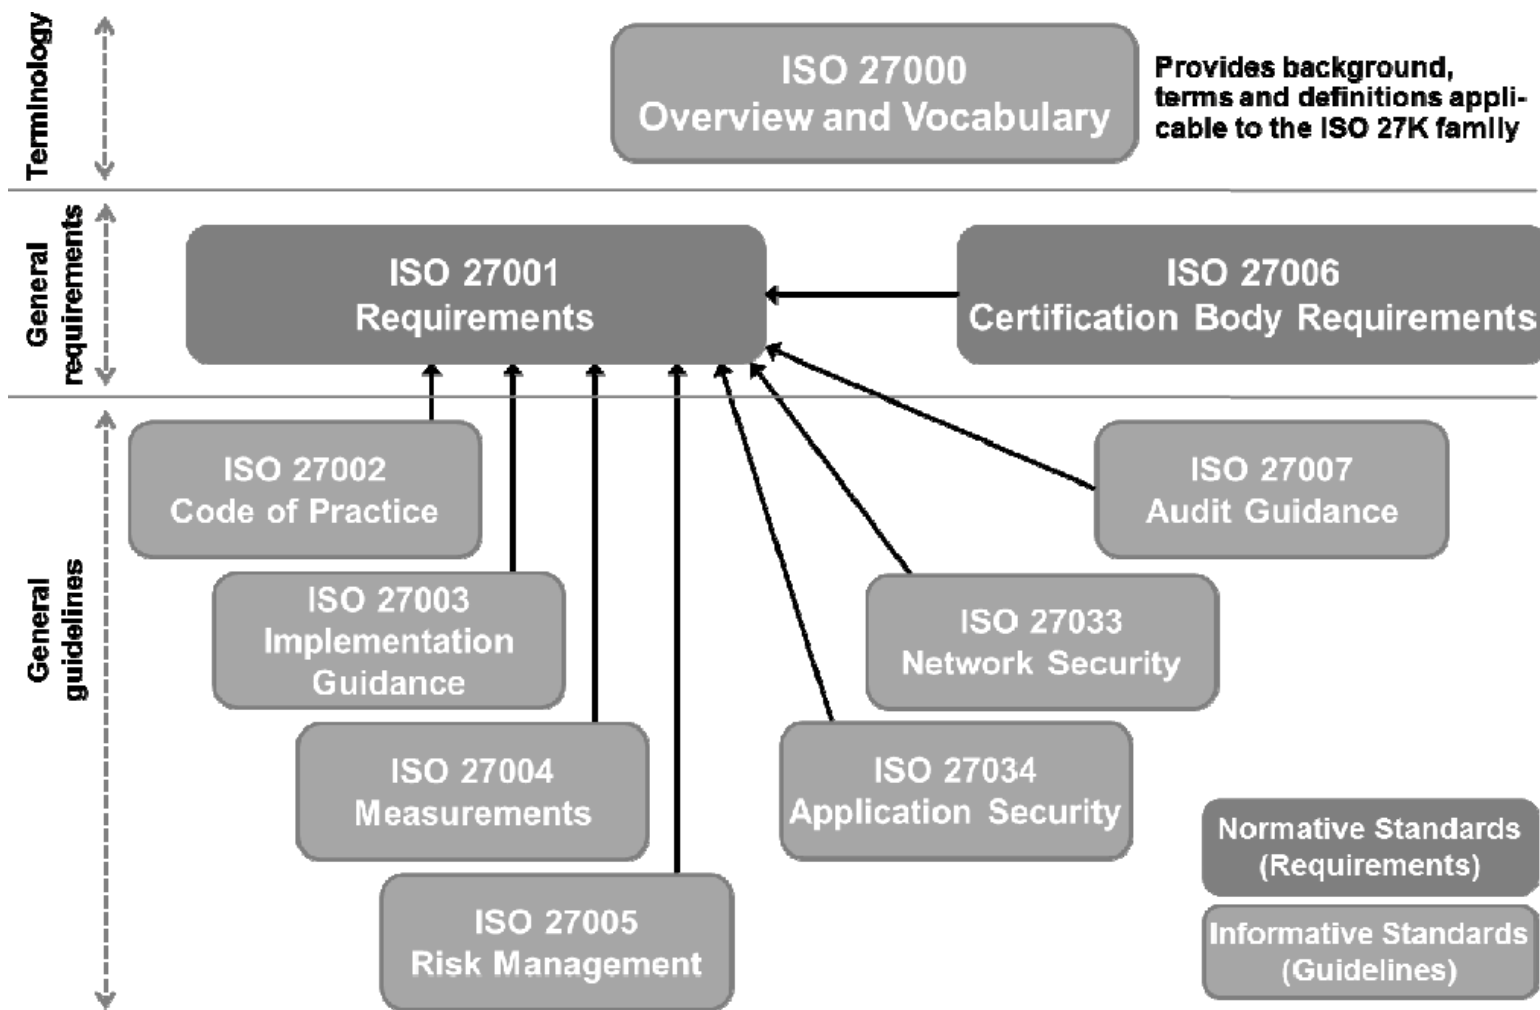 Terminology
ISO 27000
Overview and Vocabulary
Provides background,
terms and definitions appli-
cable to the ISO 27K family
General
requirements
ISO 27001
Requirements
ISO 27006
Certification Body Requirements
General
guidelines
ISO 27002
Code of Practice
ISO 27007
Audit Guidance
ISO 27003
Implementation
Guidance
ISO 27033
Network Security
ISO 27004
Measurements
ISO 27034
Application Security
ISO 27005
Risk Management
Normative Standards
(Requirements)
Informative Standards
(Guidelines)